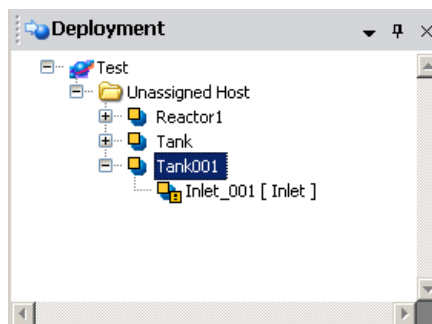 Deployment
Test
Unassigned Host
Reactor1
Tank
Tank001
Inlet_001 [ Inlet ]